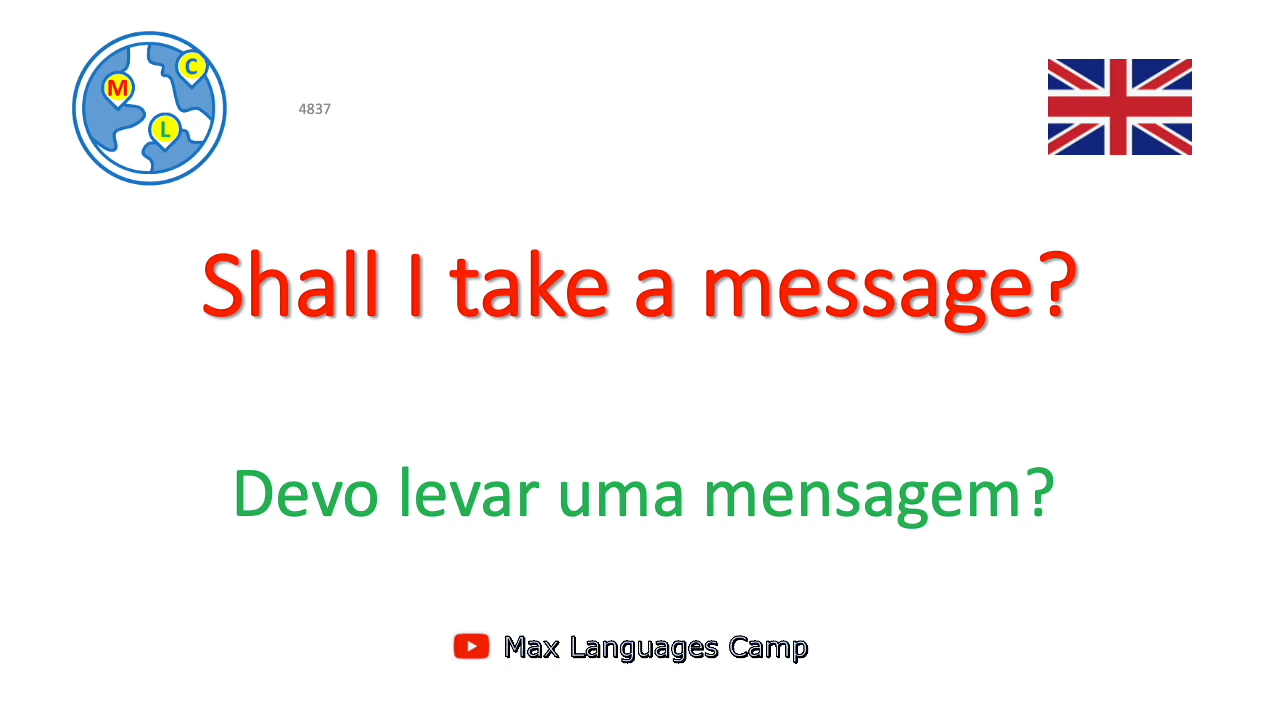 M
C
L
4837
Shall I take a message?
Devo levar uma mensagem?
Max Languages Camp